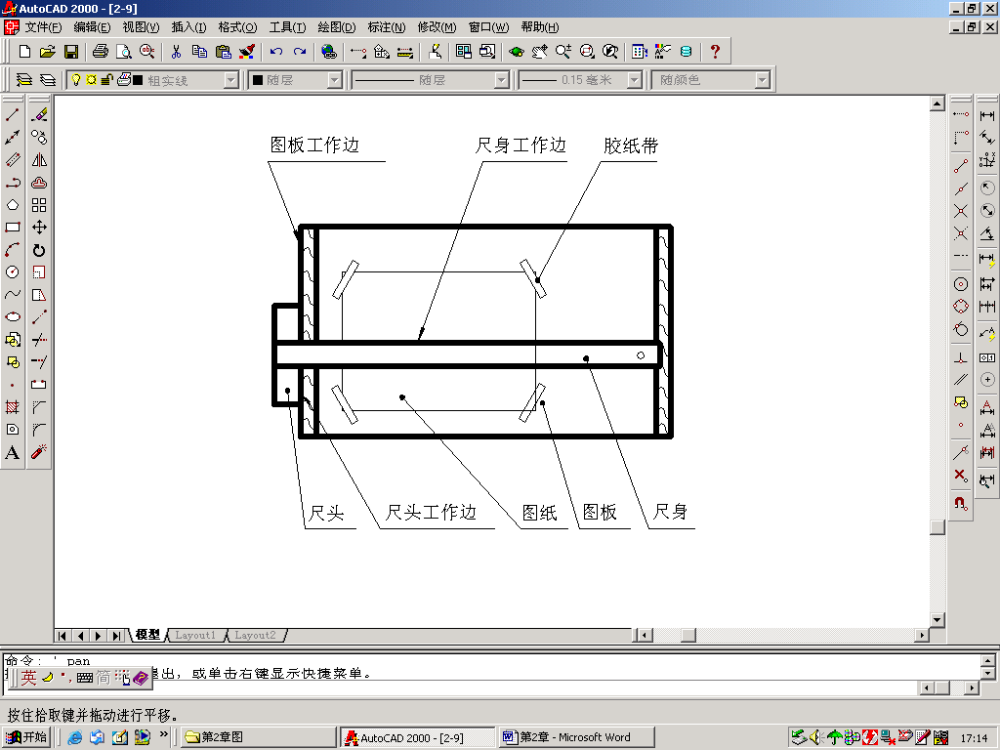 AutoCAD 2000 - [2-9]
文件(F) 编辑(E) 视图(V) 插入(I) 格式(O) 工具(T) 绘图(D) 标注(N) 修改(M) 窗口(W) 帮助(H)
粗实线 随层 随层 0.15 毫米 随颜色
图板工作边 尺身工作边 胶纸带
尺头 尺头工作边 图纸 图板 尺身
模型 Layout1 Layout2
命令: ' pan
出, 或单击右键显示快捷菜单。
英 简
按住拾取键并拖动进行平移。
开始 第2章图 AutoCAD 2000 - [2-9] 第2章 - Microsoft Word 17:14